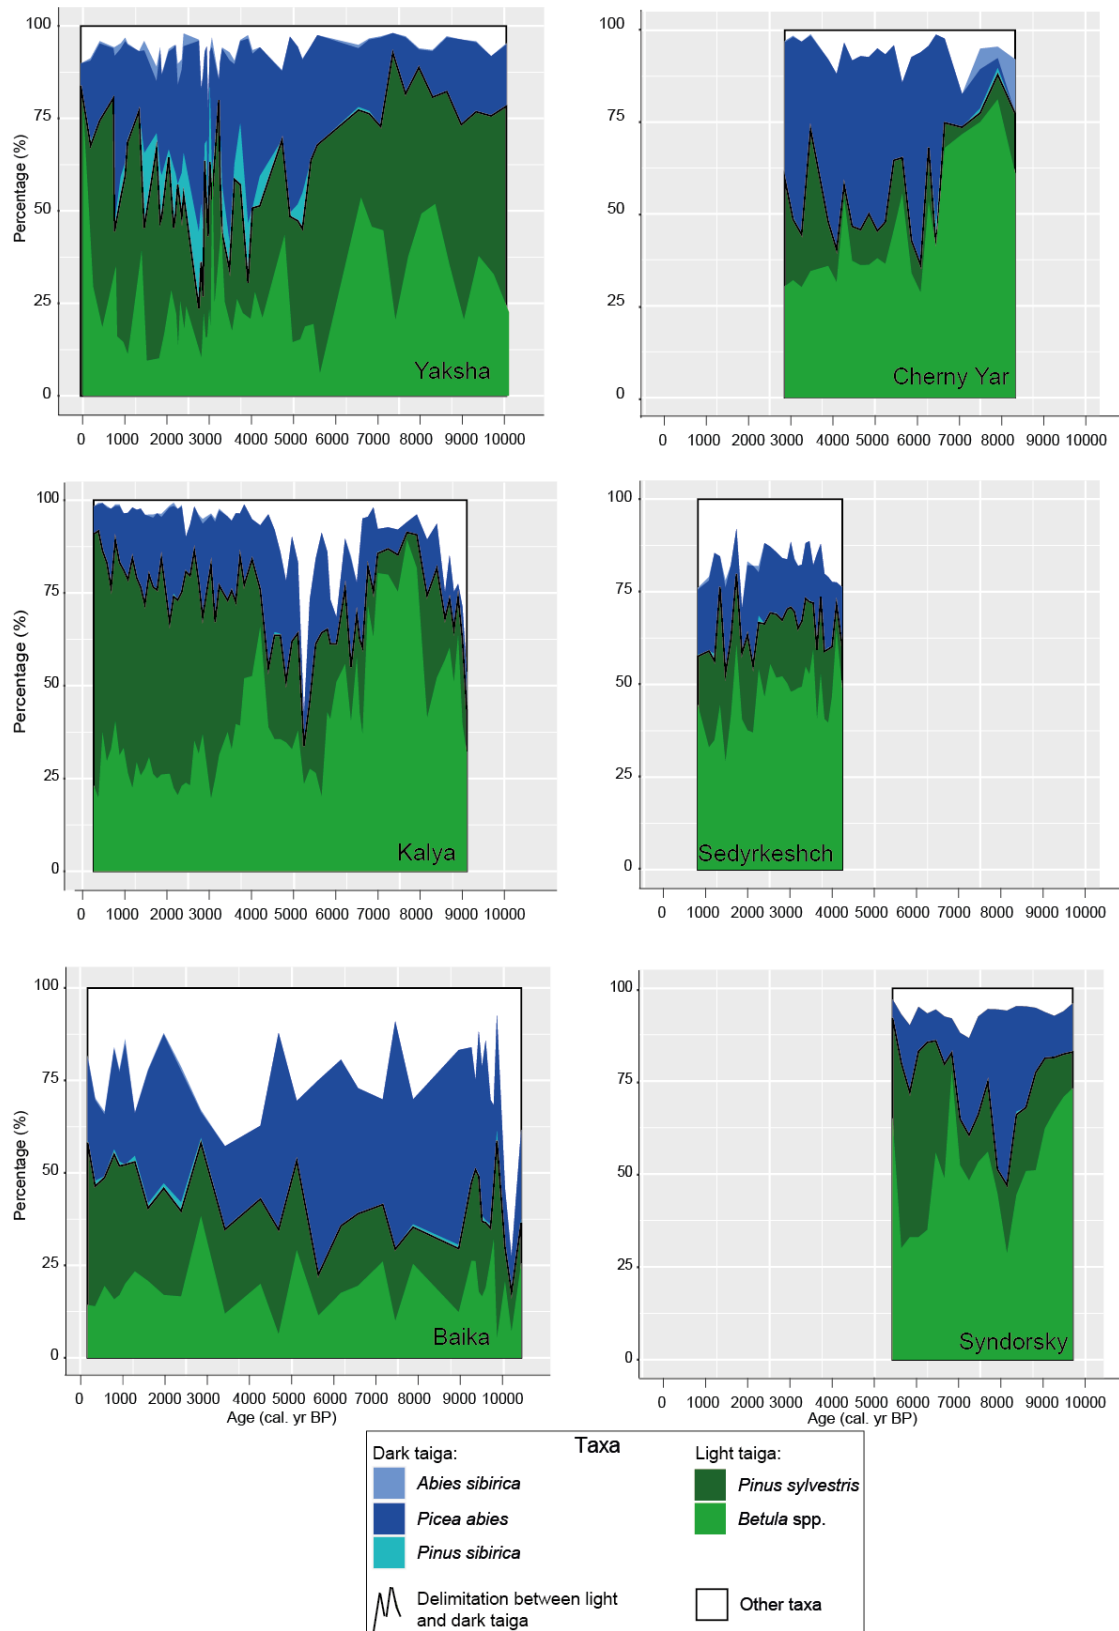 100
75
50
25
0
Percentage (%)
Yaksha
0 1000 2000 3000 4000 5000 6000 7000 8000 9000 10000
100
75
50
25
0
Cherny Yar
0 1000 2000 3000 4000 5000 6000 7000 8000 9000 10000
100
75
50
25
0
Percentage (%)
Kalya
0 1000 2000 3000 4000 5000 6000 7000 8000 9000 10000
100
75
50
25
0
Sedyrkeshch
0 1000 2000 3000 4000 5000 6000 7000 8000 9000 10000
100
75
50
25
0
Percentage (%)
Baika
0 1000 2000 3000 4000 5000 6000 7000 8000 9000 10000
Age (cal. yr BP)
100
75
50
25
0
Syndorsky
0 1000 2000 3000 4000 5000 6000 7000 8000 9000 10000
Age (cal. yr BP)
Taxa
Dark taiga:
Abies sibirica
Picea abies
Pinus sibirica
Delimitation between light
and dark taiga
Light taiga:
Pinus sylvestris
Betula spp.
Other taxa